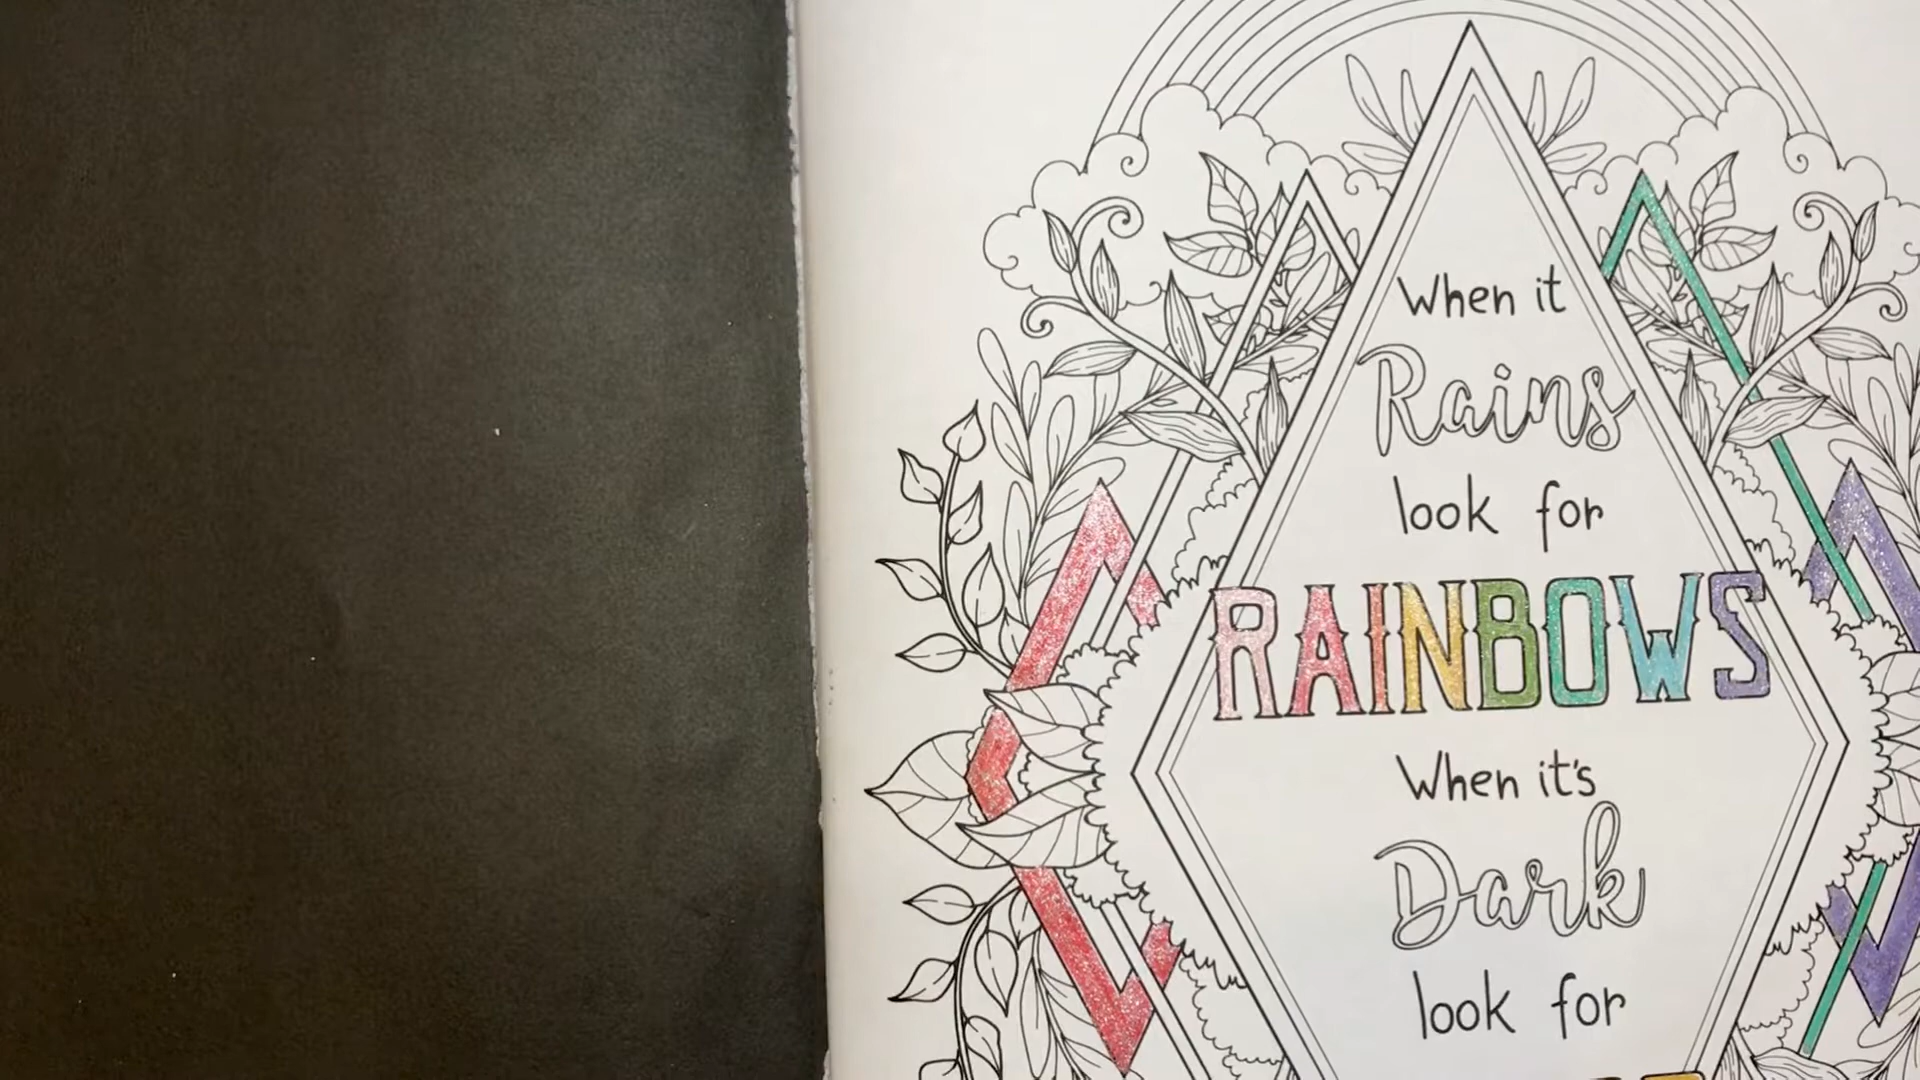 When it
Rains
look for
RAINBOWS
When it's
Dark
look for